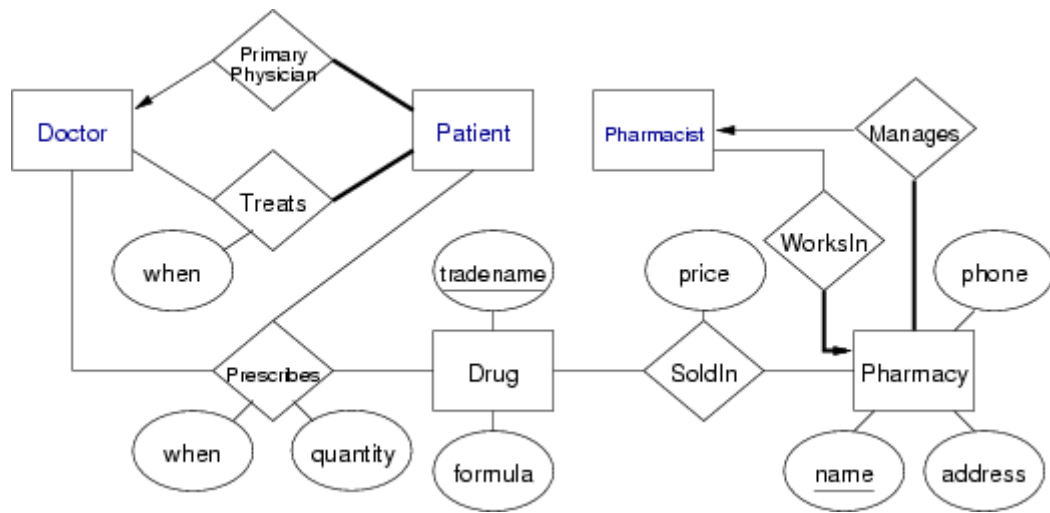 Primary
Physician
Doctor
Patient
Pharmacist
Manages
Treats
WorksIn
when
tradename
price
phone
Prescribes
Drug
SoldIn
Pharmacy
when
quantity
formula
name
address